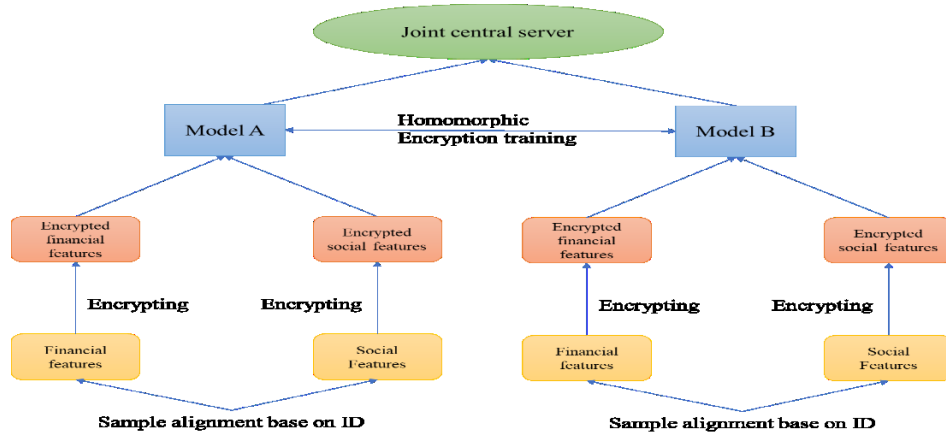 Joint central server
Model A
Homomorphic
Encryption training
Model B
Encrypted
financial
features
Encrypted
social features
Encrypted
financial
features
Encrypted
social features
Encrypting
Encrypting
Encrypting
Encrypting
Financial
features
Social
Features
Financial
features
Social
Features
Sample alignment base on ID
Sample alignment base on ID